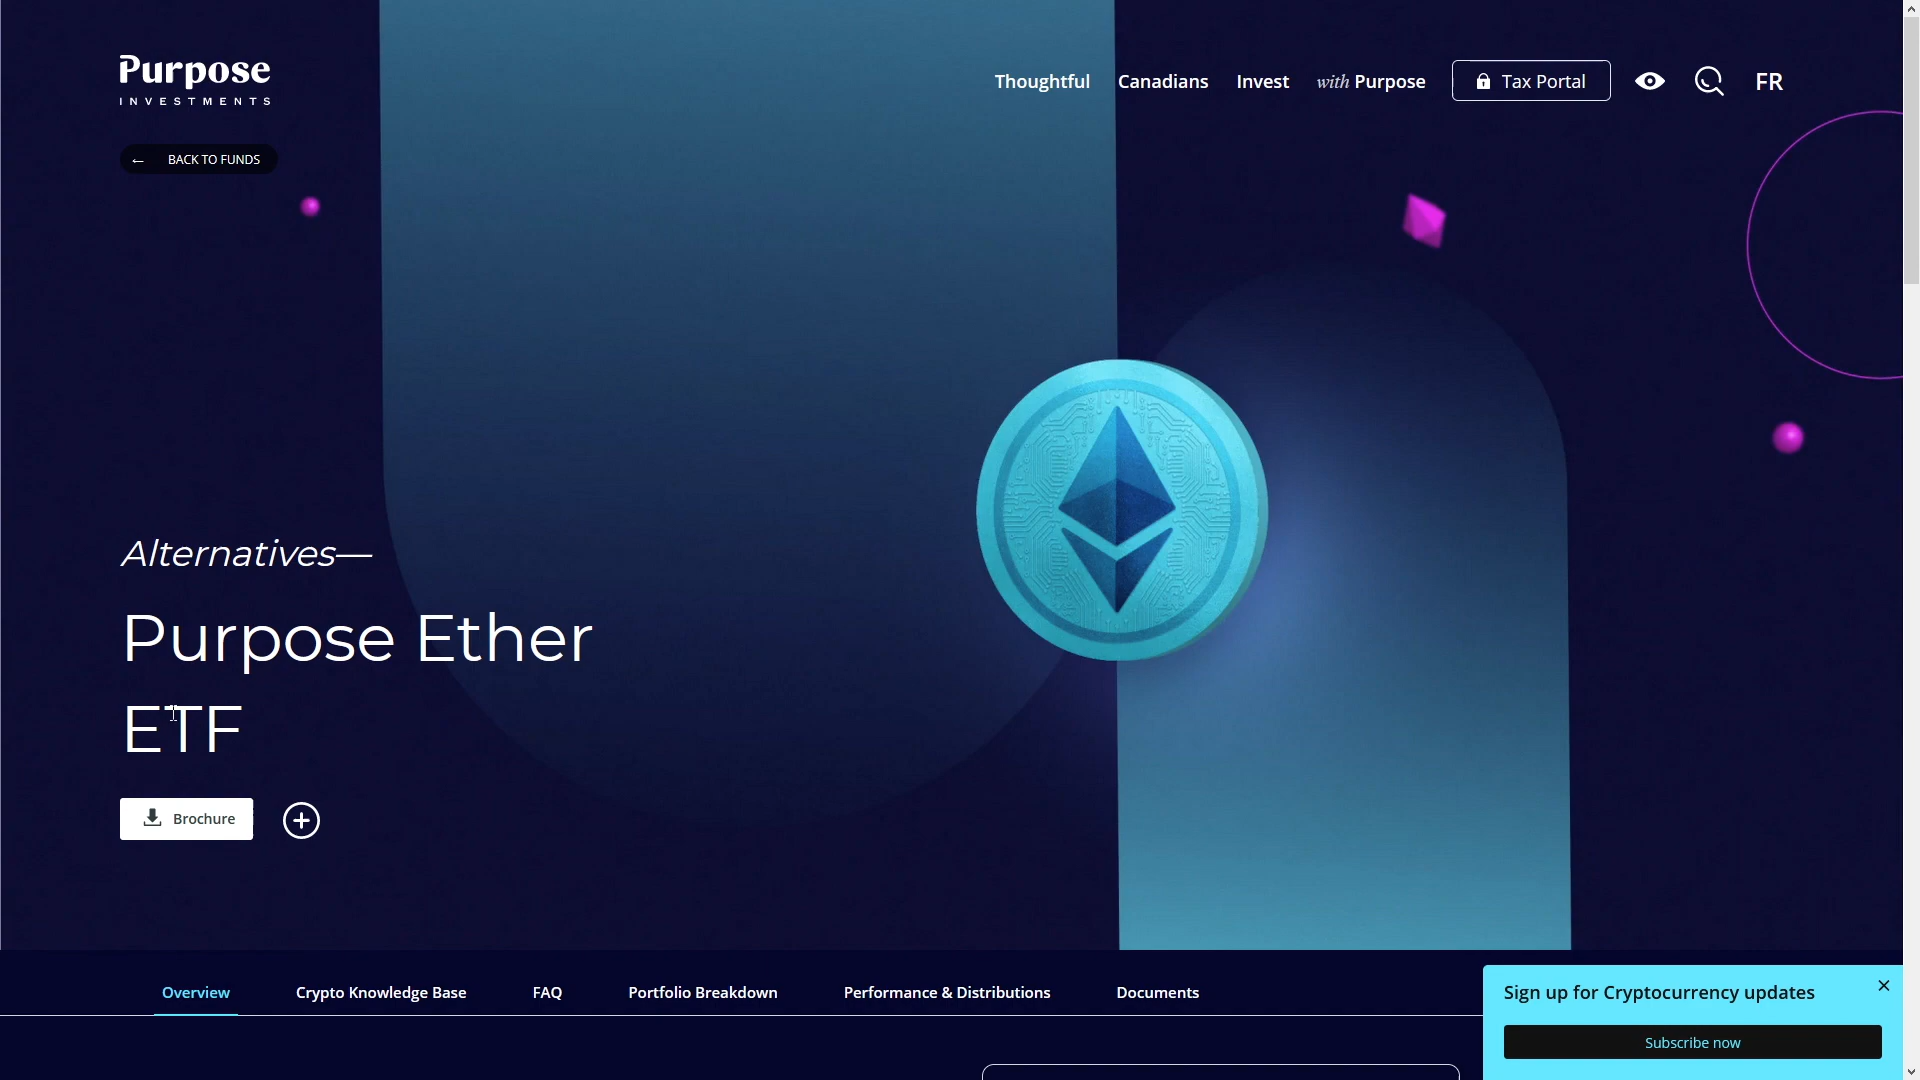 Purpose
INVESTMENTS
Thoughtful Canadians Invest with Purpose Tax Portal FR
← BACK TO FUNDS
Alternatives—
Purpose Ether
ETF
Brochure
Overview Crypto Knowledge Base FAQ Portfolio Breakdown Performance & Distributions Documents
Sign up for Cryptocurrency updates
Subscribe now